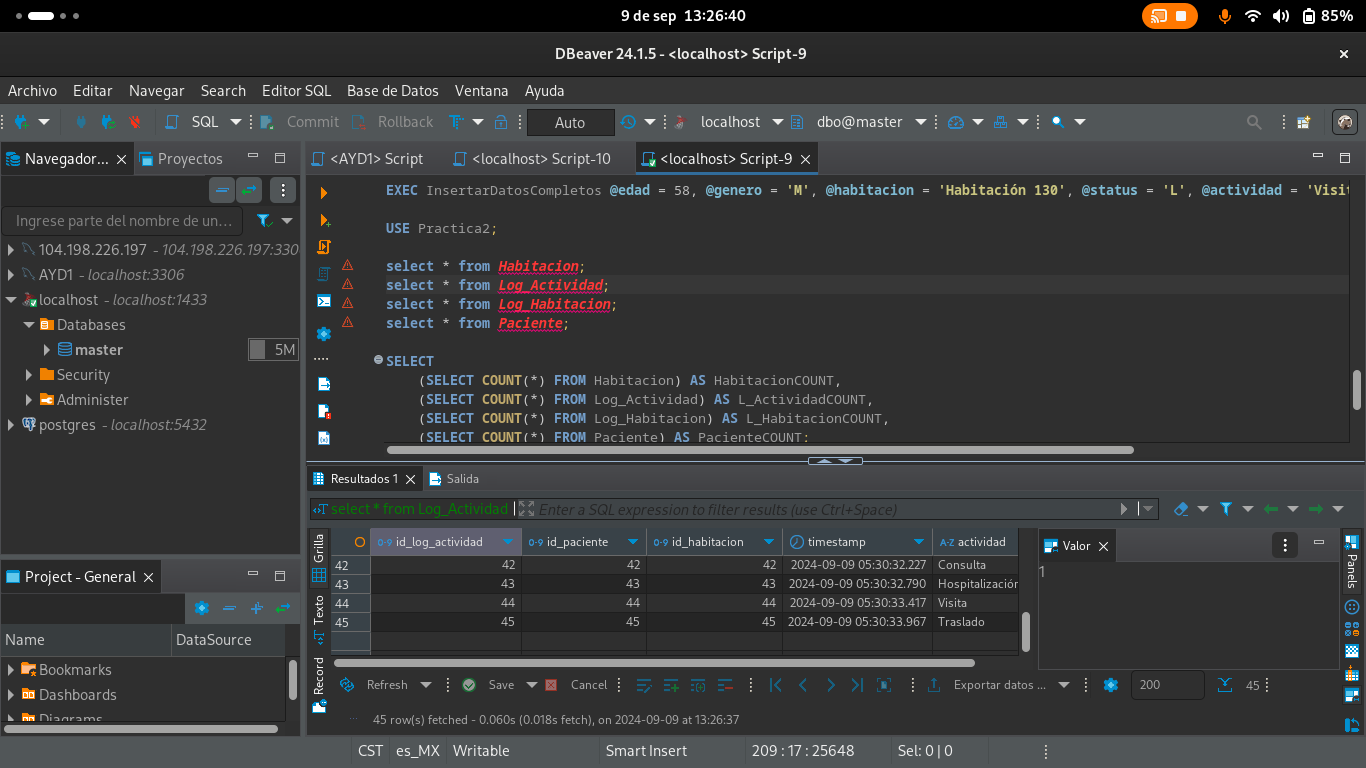 9 de sep 13:26:40
85%
DBeaver 24.1.5 - <localhost> Script-9
Archivo Editar Navegar Search Editor SQL Base de Datos Ventana Ayuda
SQL Commit Rollback Auto localhost dbo@master
Navegador... Proyectos
Ingrese parte del nombre de un...
104.198.226.197 - 104.198.226.197:330
AYD1 - localhost:3306
localhost - localhost:1433
Databases
master 5M
Security
Administer
postgres - localhost:5432
Project - General
Name DataSource
Bookmarks
Dashboards
Diagrams
<AYD1> Script <localhost> Script-10 <localhost> Script-9
EXEC InsertarDatosCompletos @edad = 58, @genero = 'M', @habitacion = 'Habitación 130', @status = 'L', @actividad = 'Visit
USE Practica2;
select * from Habitacion;
select * from Log_Actividad;
select * from Log_Habitacion;
select * from Paciente;
SELECT
(SELECT COUNT(*) FROM Habitacion) AS HabitacionCOUNT,
(SELECT COUNT(*) FROM Log_Actividad) AS L_ActividadCOUNT,
(SELECT COUNT(*) FROM Log_Habitacion) AS L_HabitacionCOUNT,
(SELECT COUNT(*) FROM Paciente) AS PacienteCOUNT;
Resultados 1 Salida
select * from Log_Actividad Enter a SQL expression to filter results (use Ctrl+Space)
Grilla
Texto
Record
id_log_actividad id_paciente id_habitacion timestamp actividad
42 42 42 42 2024-09-09 05:30:32.227 Consulta
43 43 43 43 2024-09-09 05:30:32.790 Hospitalización
44 44 44 44 2024-09-09 05:30:33.417 Visita
45 45 45 45 2024-09-09 05:30:33.967 Traslado
Valor
1
Panels
Refresh Save Cancel Exportar datos ... 200 45
45 row(s) fetched - 0.060s (0.018s fetch), on 2024-09-09 at 13:26:37
CST es_MX Writable Smart Insert 209 : 17 : 25648 Sel: 0 | 0